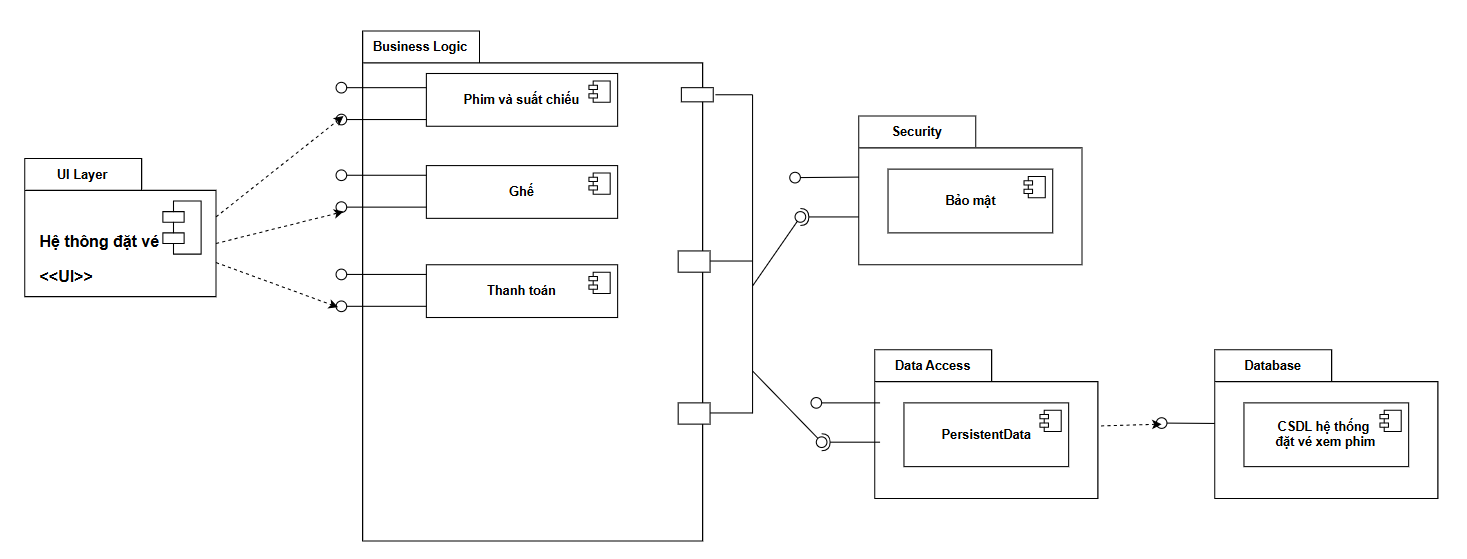 Business Logic
Phim và suất chiếu
Security
UI Layer
Ghế
Bảo mật
Hệ thông đặt vé
<<UI>>
Thanh toán
Data Access
Database
PersistentData
CSDL hệ thống
đặt vé xem phim